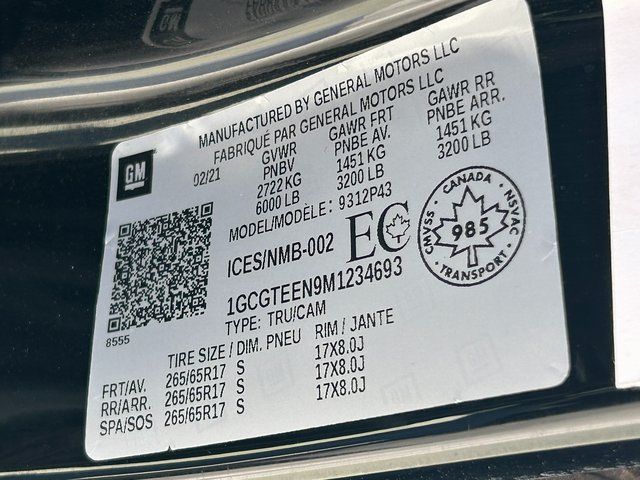 MANUFACTURED BY GENERAL MOTORS LLC
FABRIQUÉ PAR GENERAL MOTORS LLC
GM
02/21 GVWR GAWR FRT GAWR RR
PNBV PNBE AV. PNBE ARR.
2722 KG 1451 KG 1451 KG
6000 LB 3200 LB 3200 LB
MODEL/MODÈLE: 9312P43
ICES/NMB-002 EC
CANADA
CMVSS NSVAC
985
TRANSPORT
1GCGTEEN9M1234693
8555
TYPE: TRU/CAM
TIRE SIZE / DIM. PNEU RIM / JANTE
FRT/AV. 265/65R17 S 17X8.0J
RR/ARR. 265/65R17 S 17X8.0J
SPA/SOS 265/65R17 S 17X8.0J